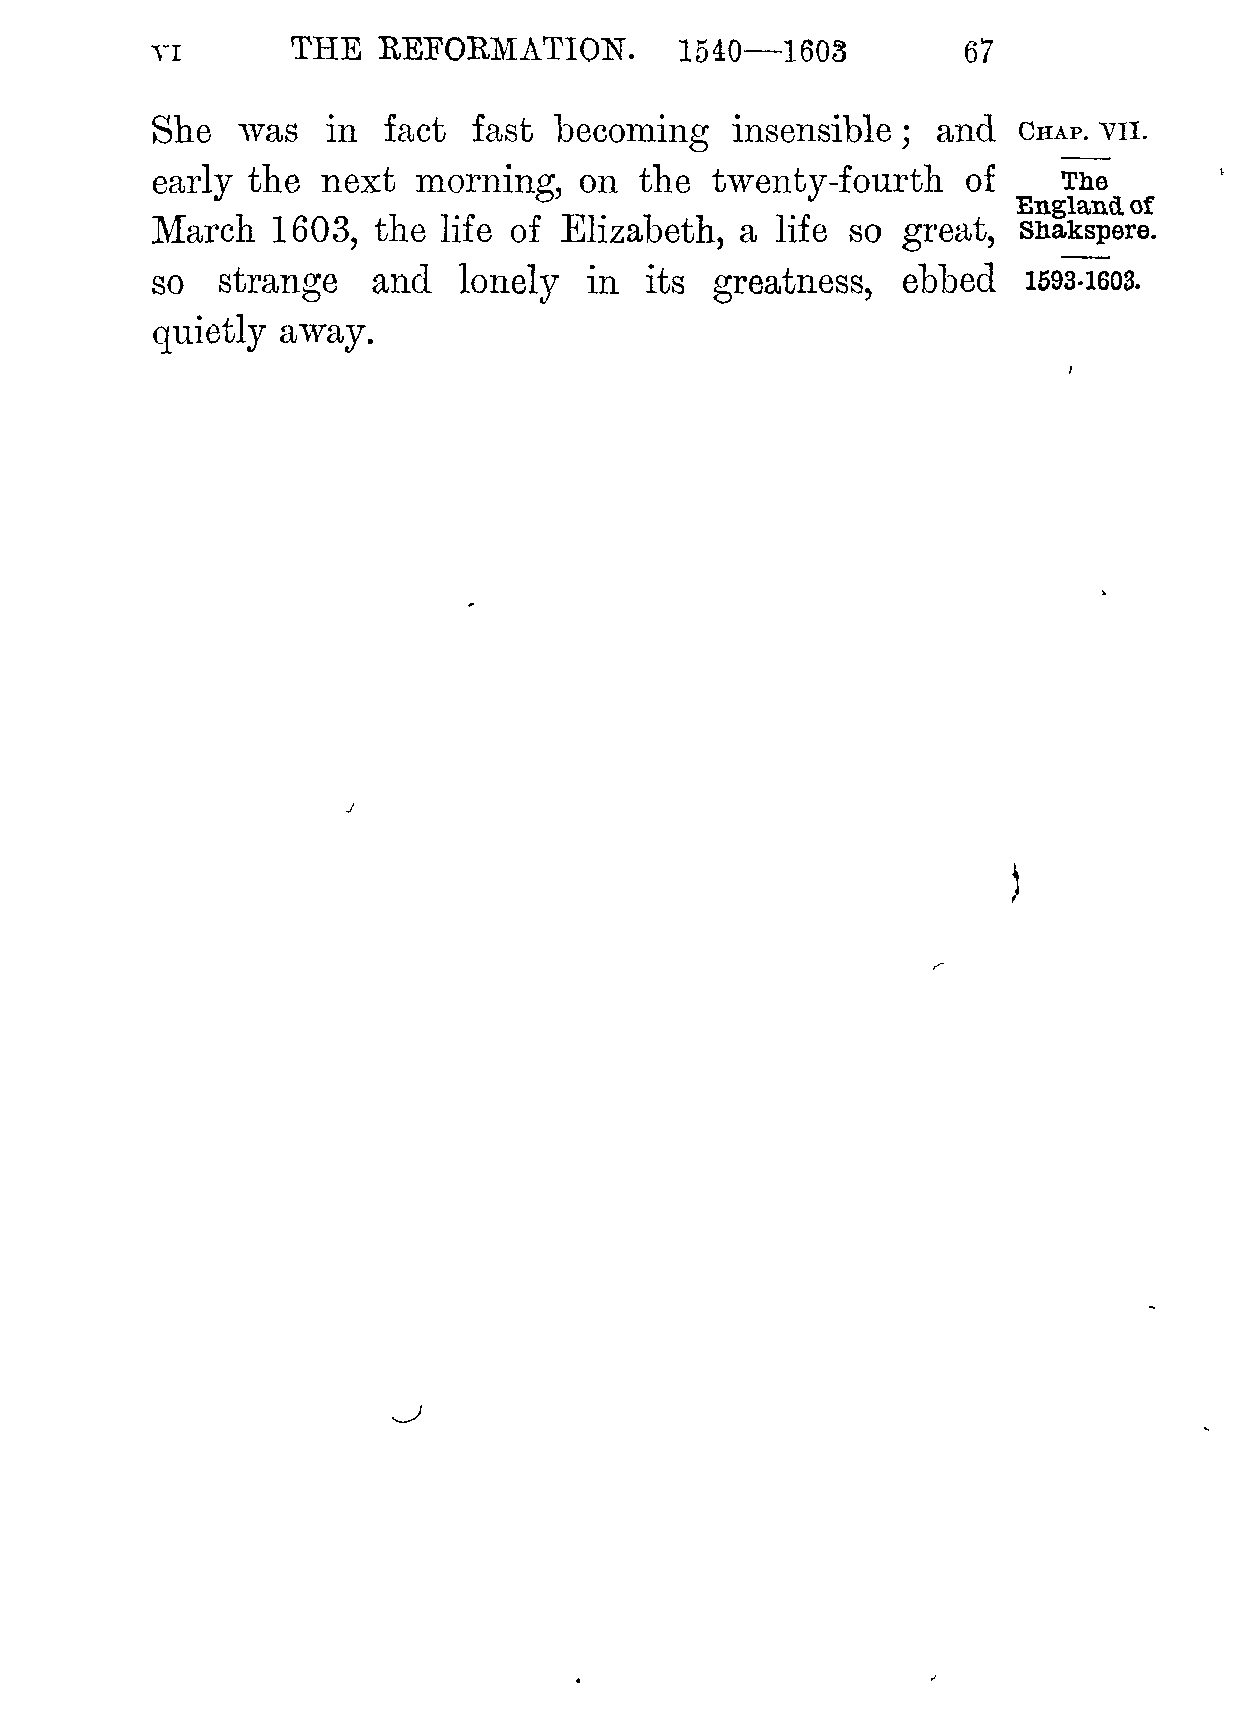 VI THE REFORMATION. 1540—1603 67
She was in fact fast becoming insensible; and
early the next morning, on the twenty-fourth of
March 1603, the life of Elizabeth, a life so great,
so strange and lonely in its greatness, ebbed
quietly away.
CHAP. VII.
The
England of
Shakspere.
1593-1603.